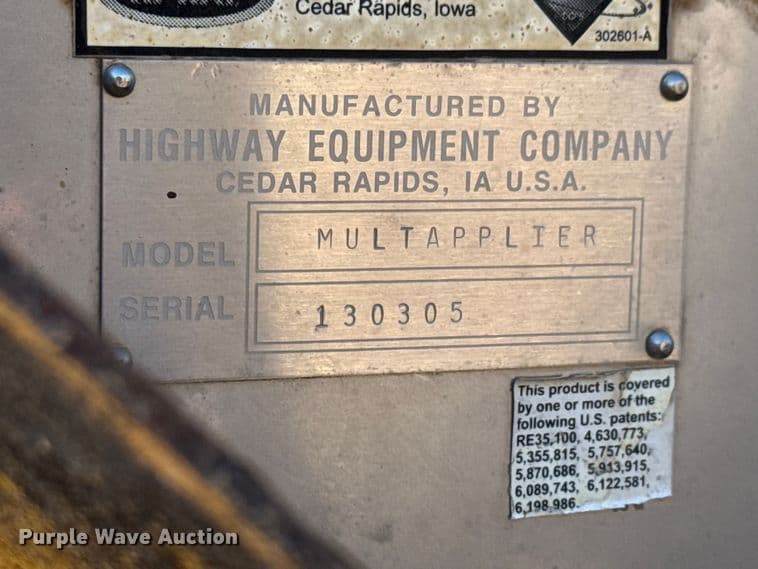 Cedar Rapids, Iowa
302601-A
MANUFACTURED BY
HIGHWAY EQUIPMENT COMPANY
CEDAR RAPIDS, IA U.S.A.
MODEL MULTAPPLIER
SERIAL 130305
This product is covered
by one or more of the
following U.S. patents:
RE35,100, 4,630,773,
5,355,815, 5,757,640,
5,870,686, 5,913,915,
6,089,743, 6,122,581,
6,198,986
Purple Wave Auction